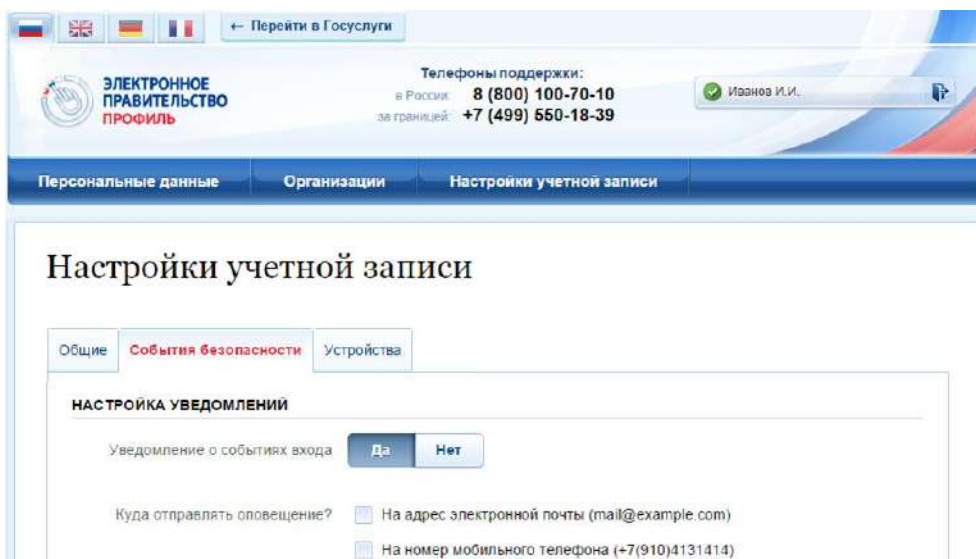 ← Перейти в Госуслуги
ЭЛЕКТРОННОЕ
ПРАВИТЕЛЬСТВО
ПРОФИЛЬ
Телефоны поддержки:
в России: 8 (800) 100-70-10
за границей: +7 (499) 550-18-39
Иванов И.И.
Персональные данные Организации Настройки учетной записи
Настройки учетной записи
Общие События безопасности Устройства
НАСТРОЙКА УВЕДОМЛЕНИЙ
Уведомление о событиях входа Да Нет
Куда отправлять оповещение? На адрес электронной почты (mail@example.com)
На номер мобильного телефона (+7(910)4131414)